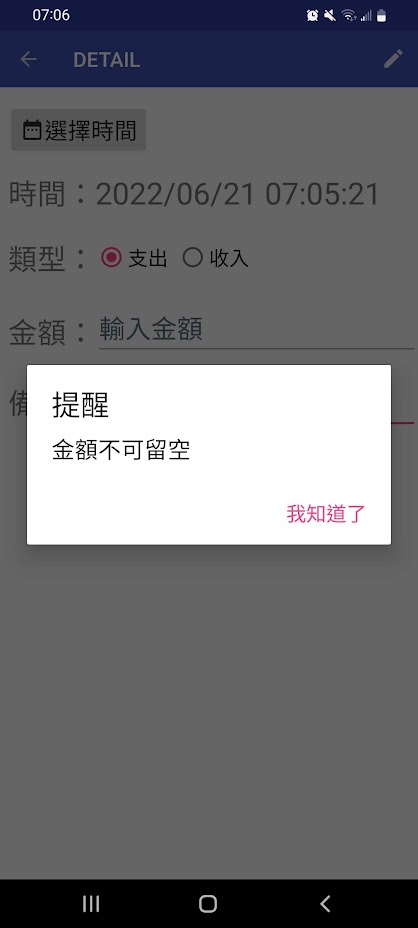 07:06
DETAIL
選擇時間
時間：2022/06/21 07:05:21
類型： 支出 收入
金額： 輸入金額
備
提醒
金額不可留空
我知道了